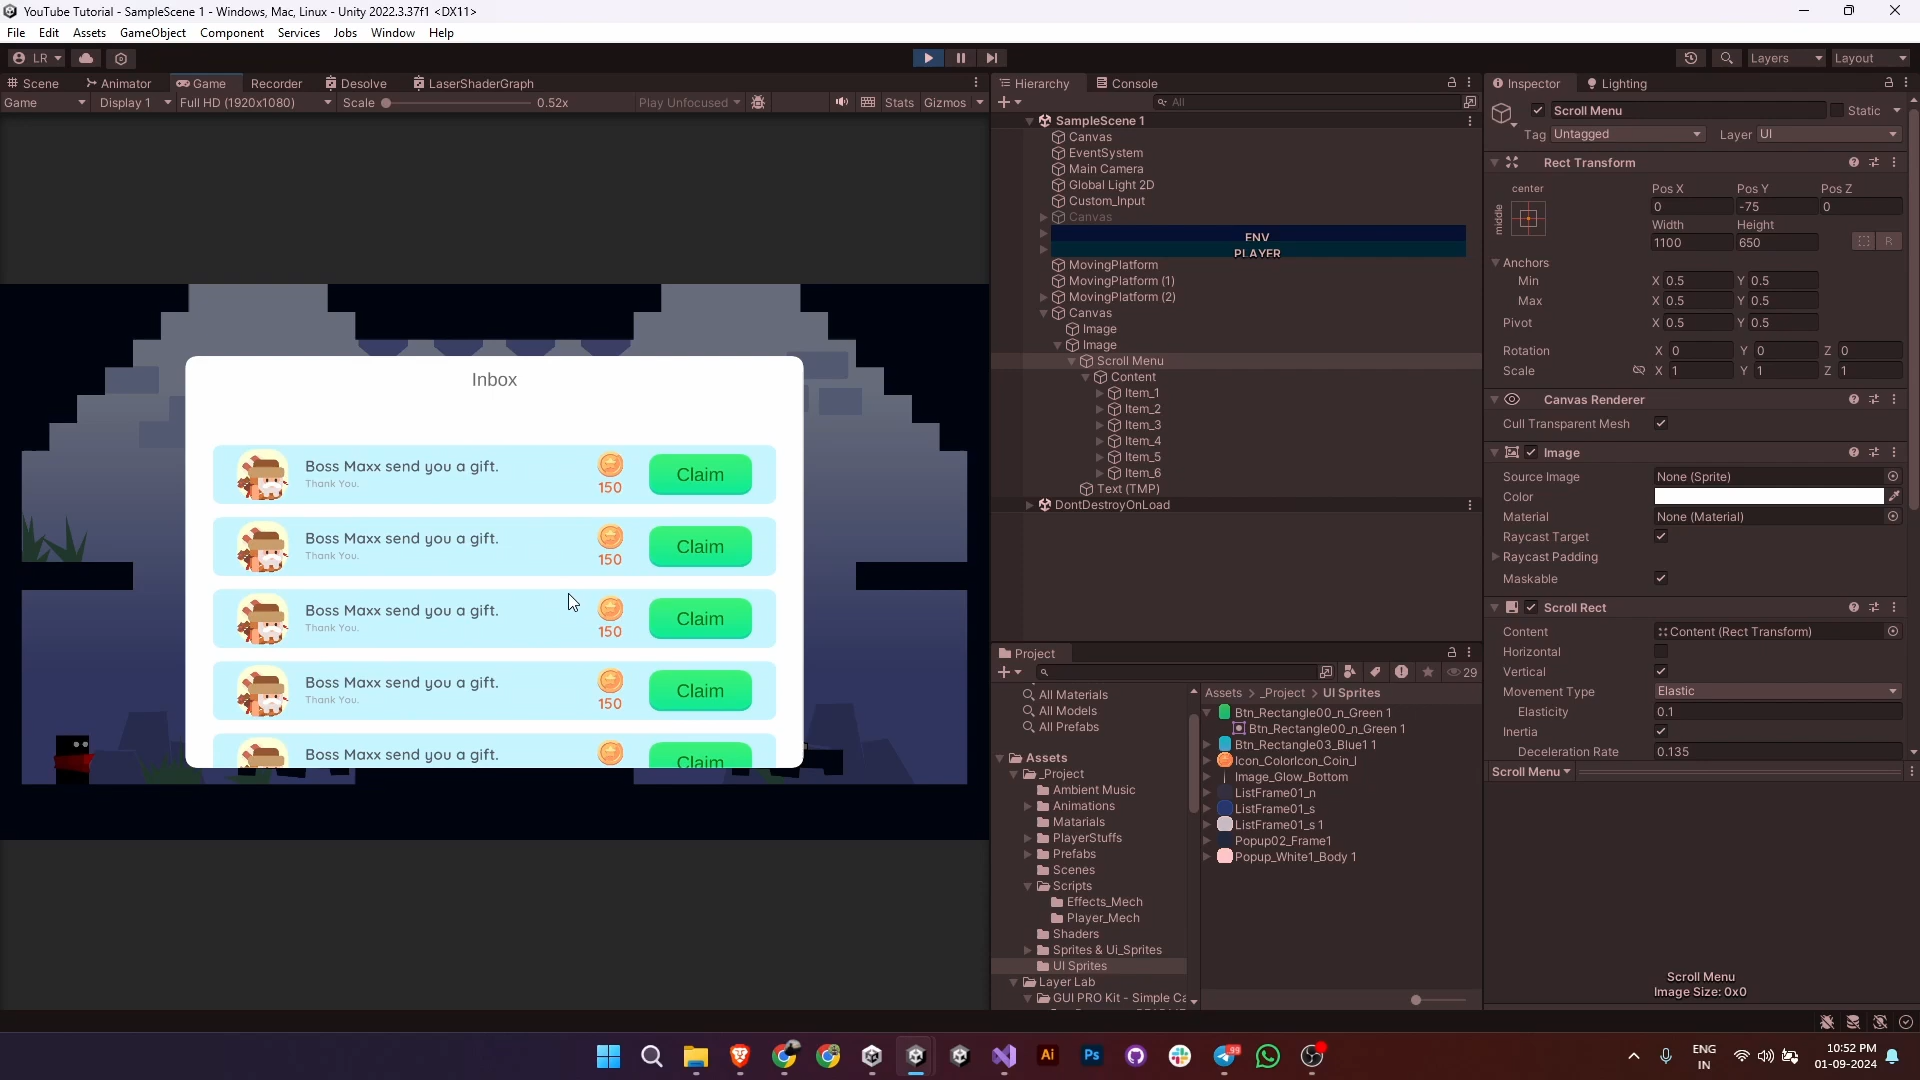 YouTube Tutorial - SampleScene 1 - Windows, Mac, Linux - Unity 2022.3.37f1 <DX11>
File Edit Assets GameObject Component Services Jobs Window Help
LR
Layers Layout
Scene Animator Game Recorder Desolve LaserShaderGraph
Game Display 1 Full HD (1920x1080) Scale 0.52x Play Unfocused Stats Gizmos
Inbox
Boss Maxx send you a gift.
Thank You.
150
Claim
Boss Maxx send you a gift.
Thank You.
150
Claim
Boss Maxx send you a gift.
Thank You.
150
Claim
Boss Maxx send you a gift.
Thank You.
150
Claim
Boss Maxx send you a gift.
Claim
Hierarchy Console
All
SampleScene 1
Canvas
EventSystem
Main Camera
Global Light 2D
Custom_Input
Canvas
ENV
PLAYER
MovingPlatform
MovingPlatform (1)
MovingPlatform (2)
Canvas
Image
Image
Scroll Menu
Content
Item_1
Item_2
Item_3
Item_4
Item_5
Item_6
Text (TMP)
DontDestroyOnLoad
Project
29
All Materials
All Models
All Prefabs
Assets
_Project
Ambient Music
Animations
Matarials
PlayerStuffs
Prefabs
Scenes
Scripts
Effects_Mech
Player_Mech
Shaders
Sprites & Ui_Sprites
UI Sprites
Layer Lab
GUI PRO Kit - Simple Ca
Assets > _Project > UI Sprites
Btn_Rectangle00_n_Green 1
Btn_Rectangle00_n_Green 1
Btn_Rectangle03_Blue1 1
Icon_ColorIcon_Coin_l
Image_Glow_Bottom
ListFrame01_n
ListFrame01_s
ListFrame01_s 1
Popup02_Frame1
Popup_White1_Body 1
Inspector Lighting
Scroll Menu Static
Tag Untagged Layer UI
Rect Transform
center
middle
Pos X Pos Y Pos Z
0 -75 0
Width Height
1100 650
R
Anchors
Min X 0.5 Y 0.5
Max X 0.5 Y 0.5
Pivot X 0.5 Y 0.5
Rotation X 0 Y 0 Z 0
Scale X 1 Y 1 Z 1
Canvas Renderer
Cull Transparent Mesh
Image
Source Image None (Sprite)
Color
Material None (Material)
Raycast Target
Raycast Padding
Maskable
Scroll Rect
Content Content (Rect Transform)
Horizontal
Vertical
Movement Type Elastic
Elasticity 0.1
Inertia
Deceleration Rate 0.135
Scroll Menu
Scroll Menu
Image Size: 0x0
Ai Ps 99
ENG
IN
10:52 PM
01-09-2024